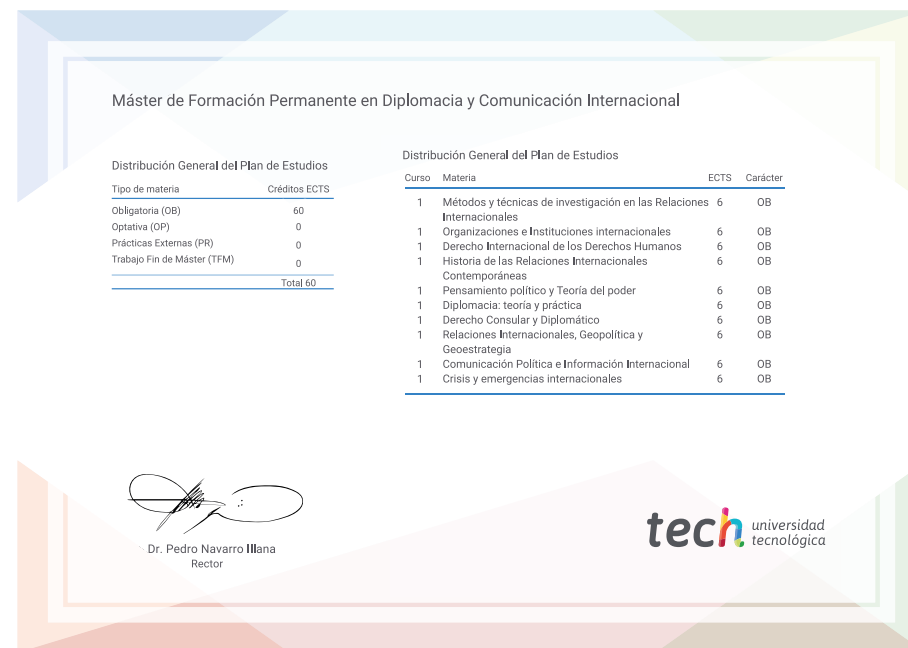 Máster de Formación Permanente en Diplomacia y Comunicación Internacional
Distribución General del Plan de Estudios
Tipo de materia Créditos ECTS
Obligatoria (OB) 60
Optativa (OP) 0
Prácticas Externas (PR) 0
Trabajo Fin de Máster (TFM) 0
Total 60
Distribución General del Plan de Estudios
Curso Materia ECTS Carácter
1 Métodos y técnicas de investigación en las Relaciones 6 OB
Internacionales
1 Organizaciones e Instituciones internacionales 6 OB
1 Derecho Internacional de los Derechos Humanos 6 OB
1 Historia de las Relaciones Internacionales 6 OB
Contemporáneas
1 Pensamiento político y Teoría del poder 6 OB
1 Diplomacia: teoría y práctica 6 OB
1 Derecho Consular y Diplomático 6 OB
1 Relaciones Internacionales, Geopolítica y 6 OB
Geoestrategia
1 Comunicación Política e Información Internacional 6 OB
1 Crisis y emergencias internacionales 6 OB
Dr. Pedro Navarro Illana
Rector
tech universidad
tecnológica